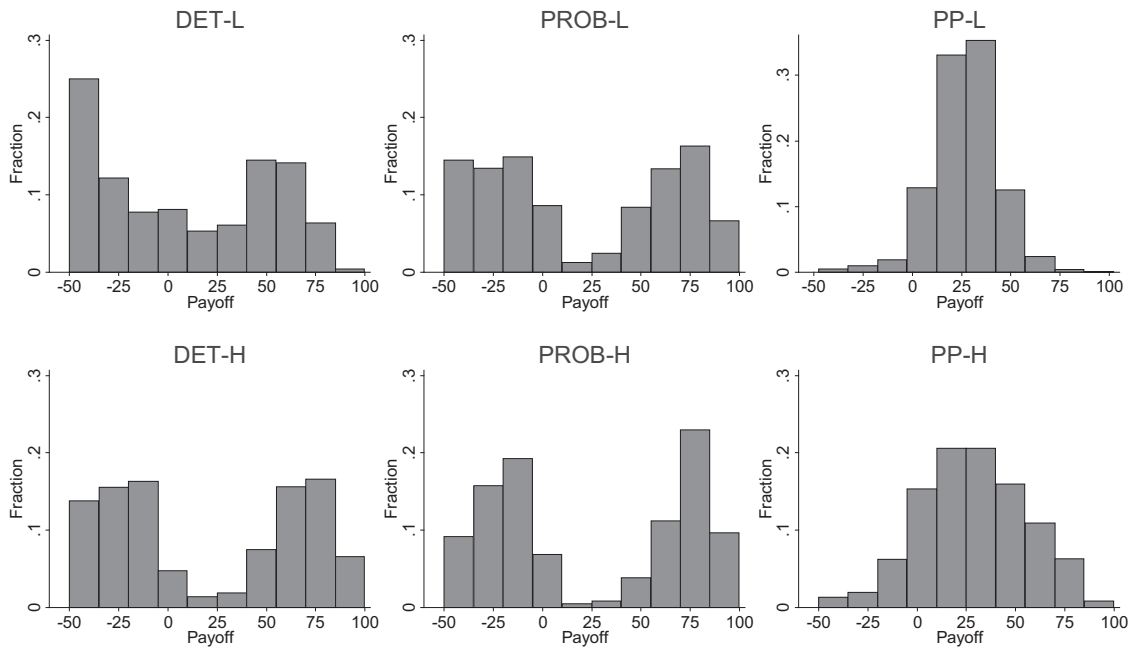 DET-L
PROB-L
PP-L
Fraction
0 .1 .2 .3
-50 -25 0 25 50 75 100
Payoff
Fraction
0 .1 .2 .3
-50 -25 0 25 50 75 100
Payoff
Fraction
0 .1 .2 .3
-50 -25 0 25 50 75 100
Payoff
DET-H
PROB-H
PP-H
Fraction
0 .1 .2 .3
-50 -25 0 25 50 75 100
Payoff
Fraction
0 .1 .2 .3
-50 -25 0 25 50 75 100
Payoff
Fraction
0 .1 .2 .3
-50 -25 0 25 50 75 100
Payoff